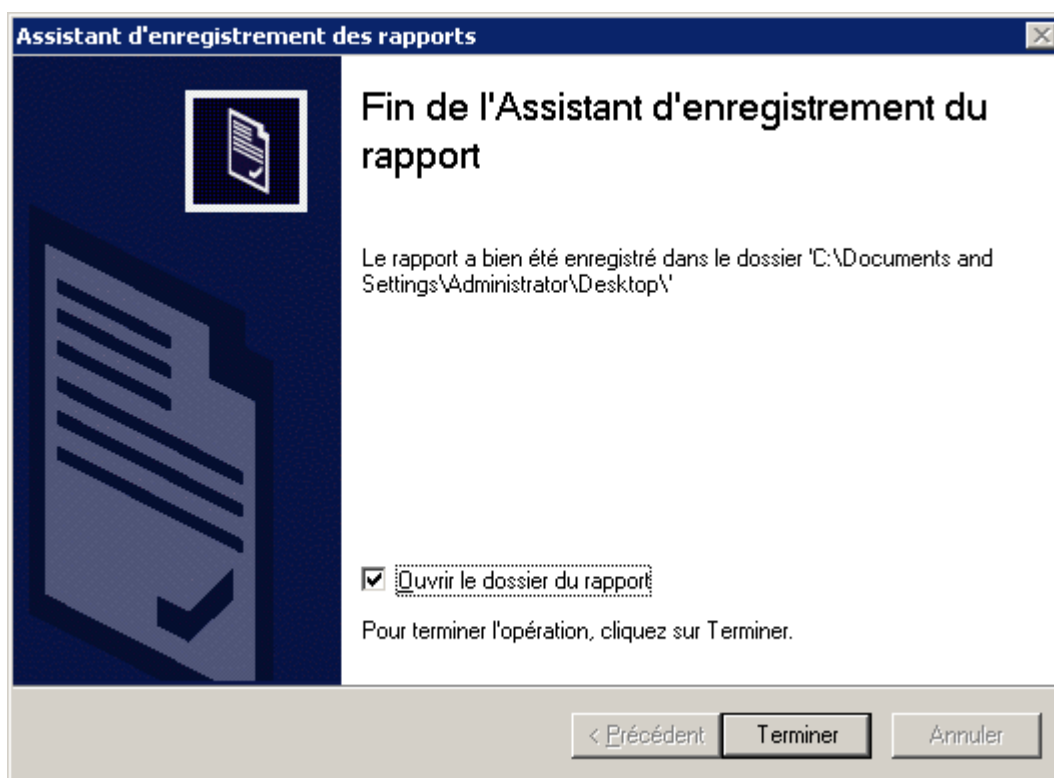 Assistant d'enregistrement des rapports
Fin de l'Assistant d'enregistrement du
rapport
Le rapport a bien été enregistré dans le dossier 'C:\Documents and
Settings\Administrator\Desktop\'
Ouvrir le dossier du rapport
Pour terminer l'opération, cliquez sur Terminer.
< Précédent Terminer Annuler